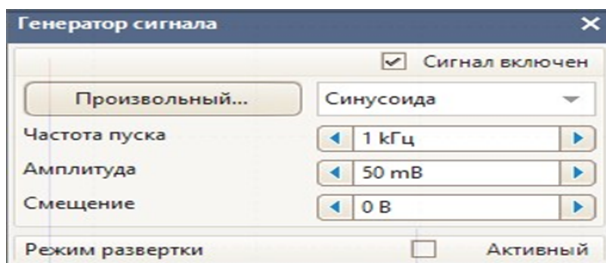 Генератор сигнала
Сигнал включен
Произвольный... Синусоида
Частота пуска 1 kГц
Амплитуда 50 mВ
Смещение 0 В
Режим развертки Активный